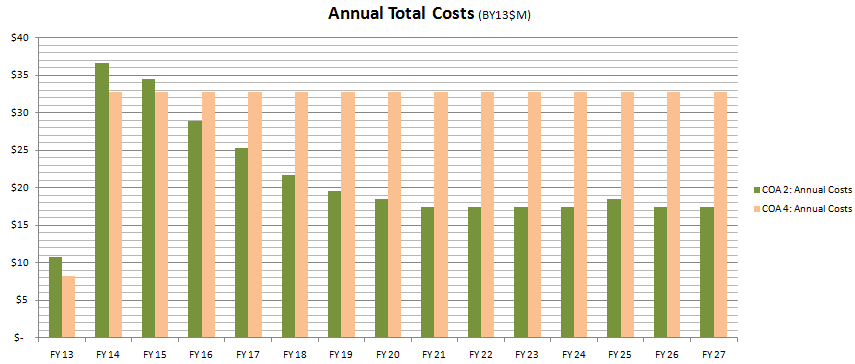 Annual Total Costs (BY13$M)
$40
$35
$30
$25
$20
$15
$10
$5
$-
FY 13 FY 14 FY 15 FY 16 FY 17 FY 18 FY 19 FY 20 FY 21 FY 22 FY 23 FY 24 FY 25 FY 26 FY 27
COA 2: Annual Costs
COA 4: Annual Costs